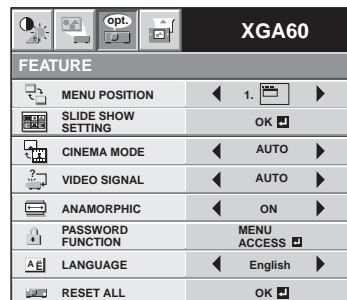 opt.
XGA60
FEATURE
MENU POSITION 1.
SLIDE SHOW
SETTING OK
CINEMA MODE AUTO
VIDEO SIGNAL AUTO
ANAMORPHIC ON
PASSWORD
FUNCTION MENU
ACCESS
A E LANGUAGE English
RESET ALL OK